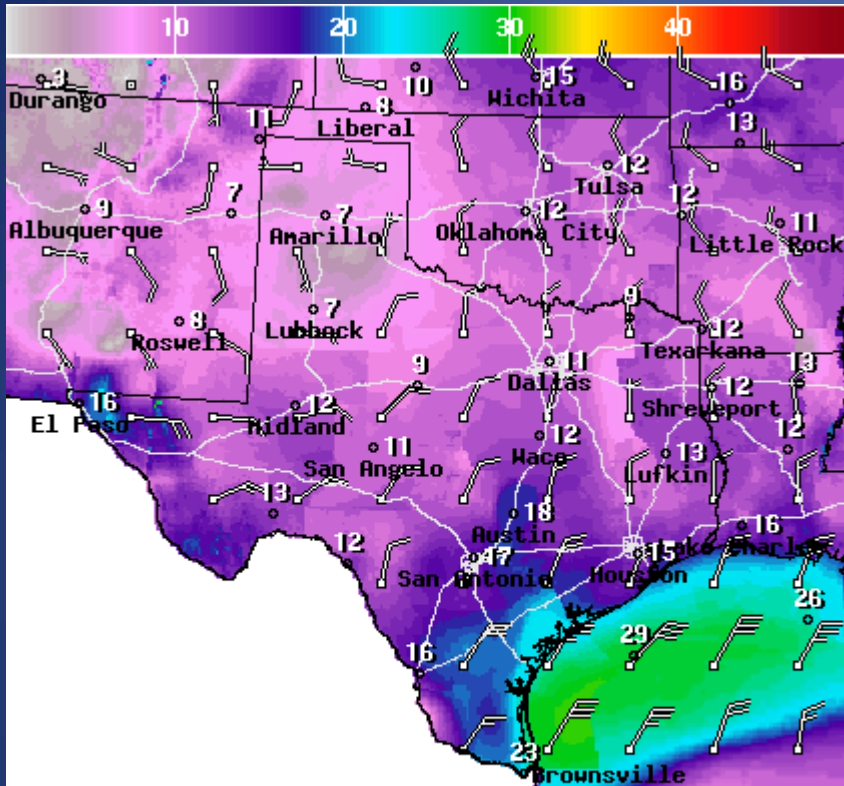 10 20 30 40
3
Durango
10
15
Wichita
16
8
Liberal
11
13
12
Tulsa
9
Albuquerque
7
7
Amarillo
12
Oklahoma City
12
11
Little Rock
8
Roswell
7
Lubbock
9
12
Texarkana
11
Dallas
9
13
16
El Paso
12
Midland
12
Shreveport
11
San Angelo
12
Waco
13
Lufkin
12
13
18
Austin
16
12
17
San Antonio
15
Houston
Lake Charles
26
16
29
23
Brownsville